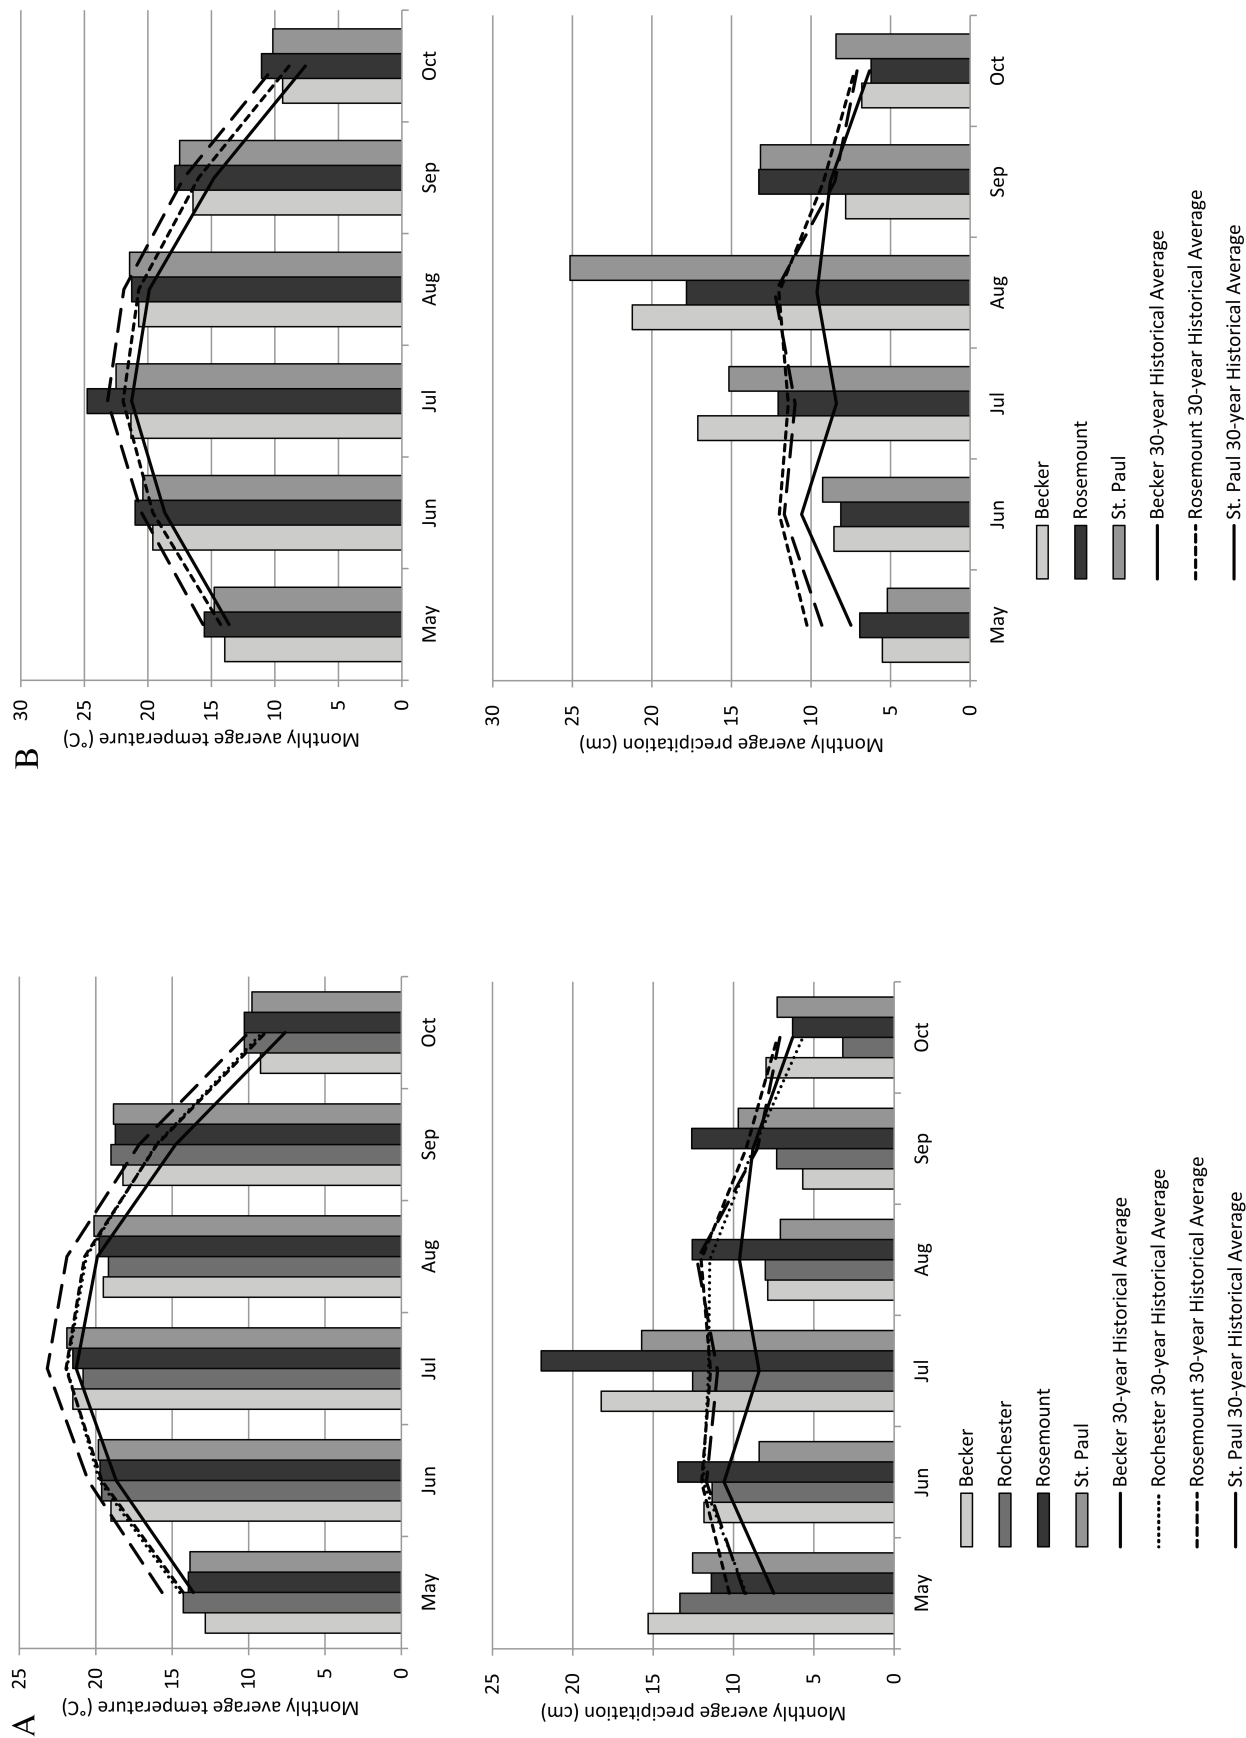 A
Monthly average temperature (°C)
25
20
15
10
5
0
May
Jun
Jul
Aug
Sep
Oct
Monthly average precipitation (cm)
25
20
15
10
5
0
May
Jun
Jul
Aug
Sep
Oct
Becker
Rochester
Rosemount
St. Paul
Becker 30-year Historical Average
Rochester 30-year Historical Average
Rosemount 30-year Historical Average
St. Paul 30-year Historical Average
B
Monthly average temperature (°C)
30
25
20
15
10
5
0
May
Jun
Jul
Aug
Sep
Oct
Monthly average precipitation (cm)
30
25
20
15
10
5
0
May
Jun
Jul
Aug
Sep
Oct
Becker
Rosemount
St. Paul
Becker 30-year Historical Average
Rosemount 30-year Historical Average
St. Paul 30-year Historical Average